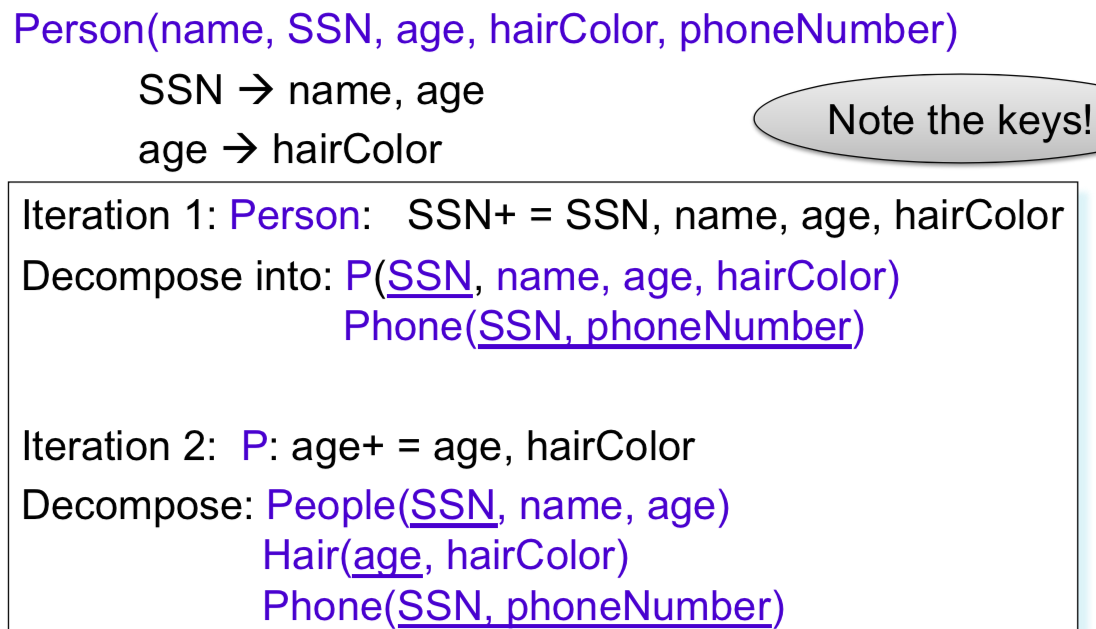 Person(name, SSN, age, hairColor, phoneNumber)
SSN → name, age
Note the keys!
age → hairColor
Iteration 1: Person: SSN+ = SSN, name, age, hairColor
Decompose into: P(SSN, name, age, hairColor)
Phone(SSN, phoneNumber)
Iteration 2: P: age+ = age, hairColor
Decompose: People(SSN, name, age)
Hair(age, hairColor)
Phone(SSN, phoneNumber)